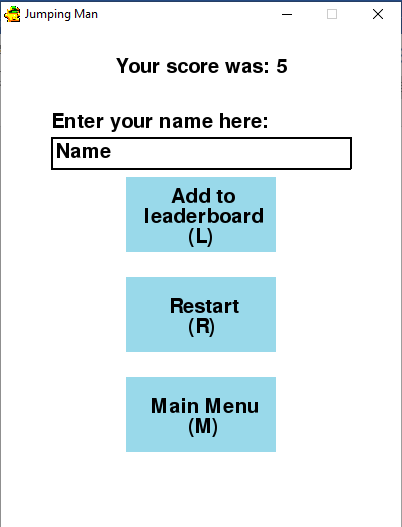 Jumping Man
Your score was: 5
Enter your name here:
Name
Add to
leaderboard
(L)
Restart
(R)
Main Menu
(M)